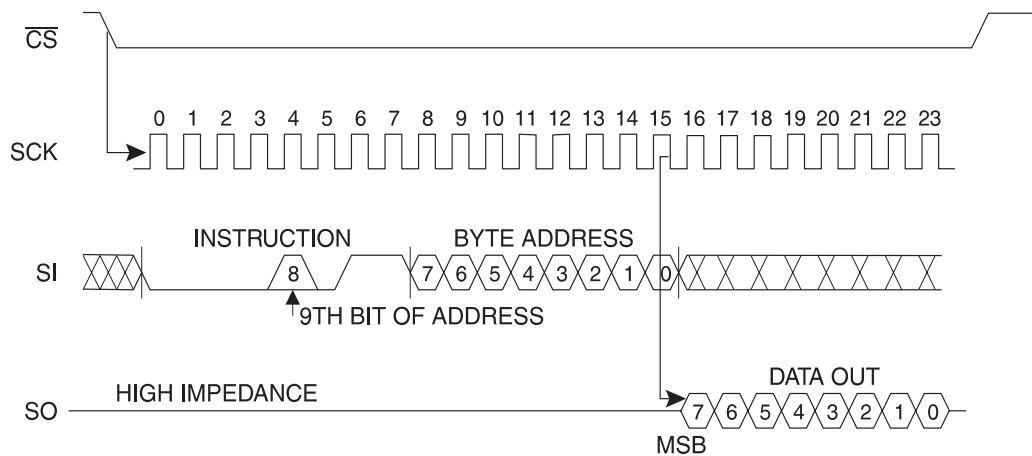 CS
0 1 2 3 4 5 6 7 8 9 10 11 12 13 14 15 16 17 18 19 20 21 22 23
SCK
INSTRUCTION BYTE ADDRESS
SI 8 7 6 5 4 3 2 1 0
9TH BIT OF ADDRESS
HIGH IMPEDANCE DATA OUT
SO 7 6 5 4 3 2 1 0
MSB